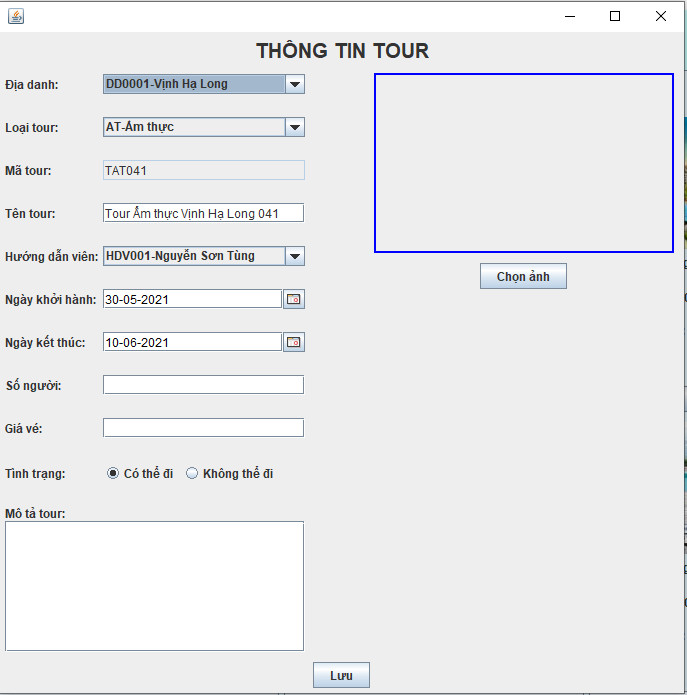 THÔNG TIN TOUR
Địa danh: DD0001-Vịnh Hạ Long
Loại tour: AT-Ẩm thực
Mã tour: TAT041
Tên tour: Tour Ẩm thực Vịnh Hạ Long 041
Hướng dẫn viên: HDV001-Nguyễn Sơn Tùng
Chọn ảnh
Ngày khởi hành: 30-05-2021
Ngày kết thúc: 10-06-2021
Số người:
Giá vé:
Tình trạng: Có thể đi Không thể đi
Mô tả tour:
Lưu